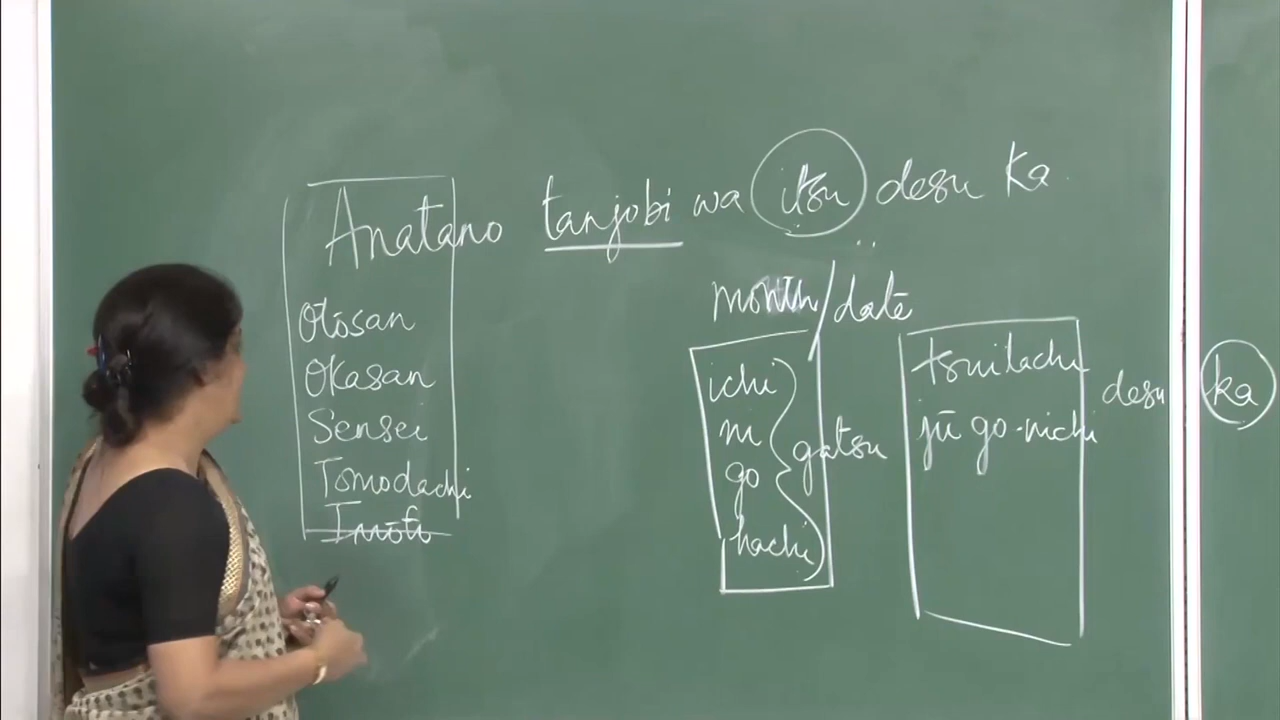 Anatano tanjobi wa itsu desu Ka
Otōsan
Okasan
Sensei
Tomodachi
month/date
ichi
ni
go
hachi
gatsu
tsuitachi
jū go-nichi
desu ka